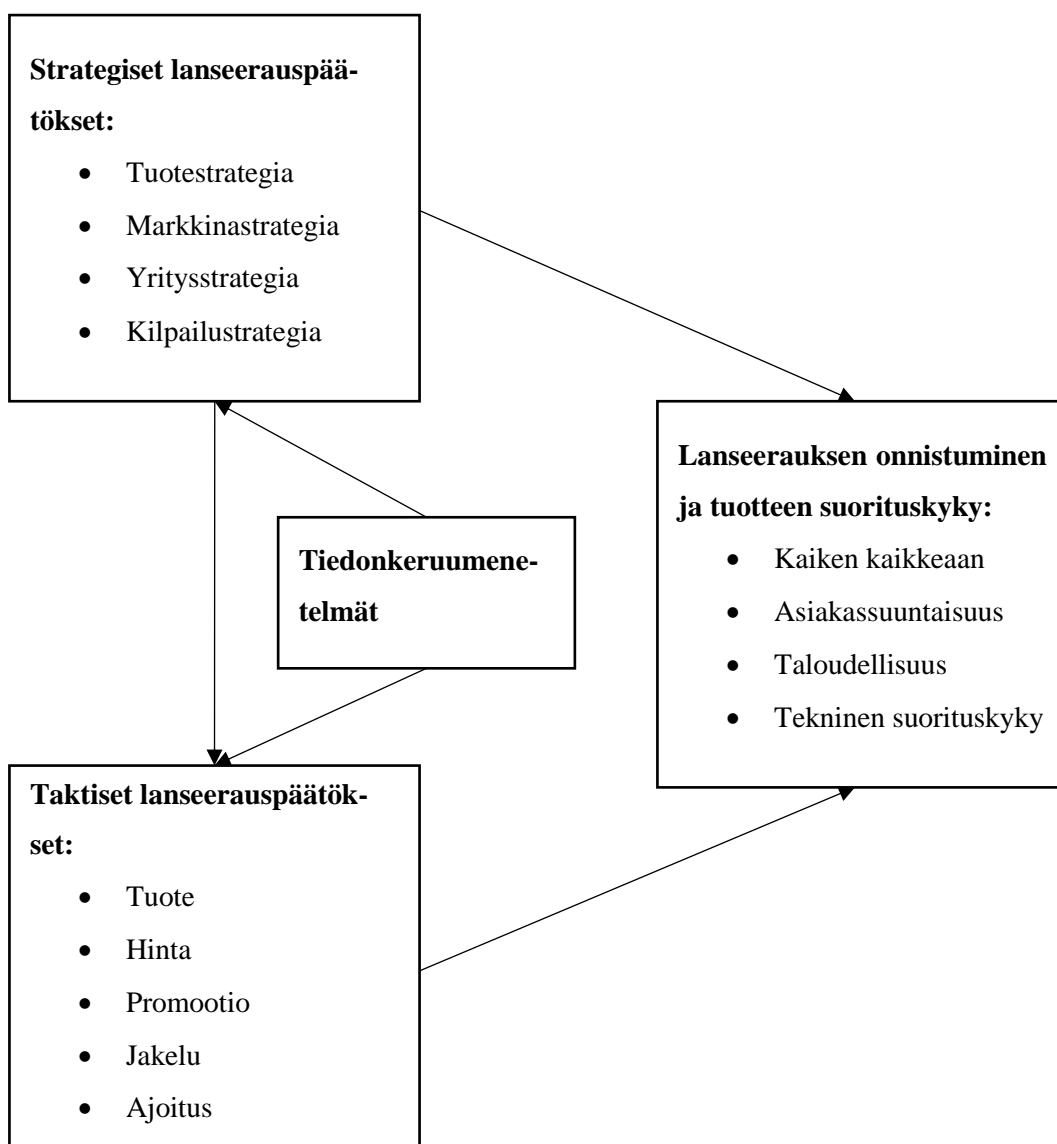 Strategiset lanseerauspää-
tökset:
• Tuotestrategia
• Markkinastrategia
• Yritysstrategia
• Kilpailustrategia
Lanseerauksen onnistuminen
ja tuotteen suorituskyky:
• Kaiken kaikkeaan
• Asiakassuuntaisuus
• Taloudellisuus
• Tekninen suorituskyky
Tiedonkeruumene-
telmät
Taktiset lanseerauspäätök-
set:
• Tuote
• Hinta
• Promootio
• Jakelu
• Ajoitus